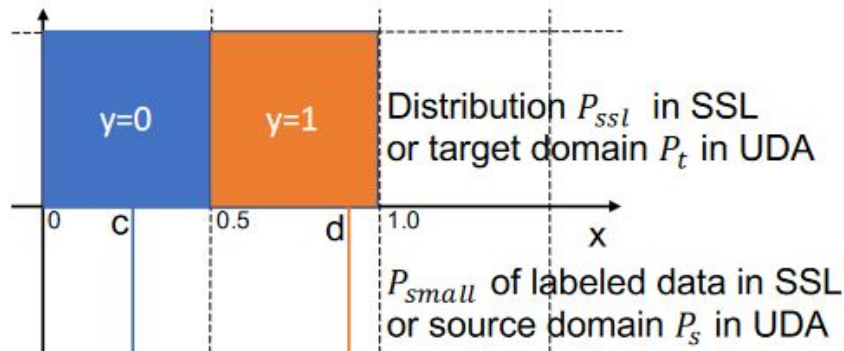 y=0
y=1
Distribution P_ssl in SSL
or target domain P_t in UDA
0
c
0.5
d
1.0
x
P_small of labeled data in SSL
or source domain P_s in UDA